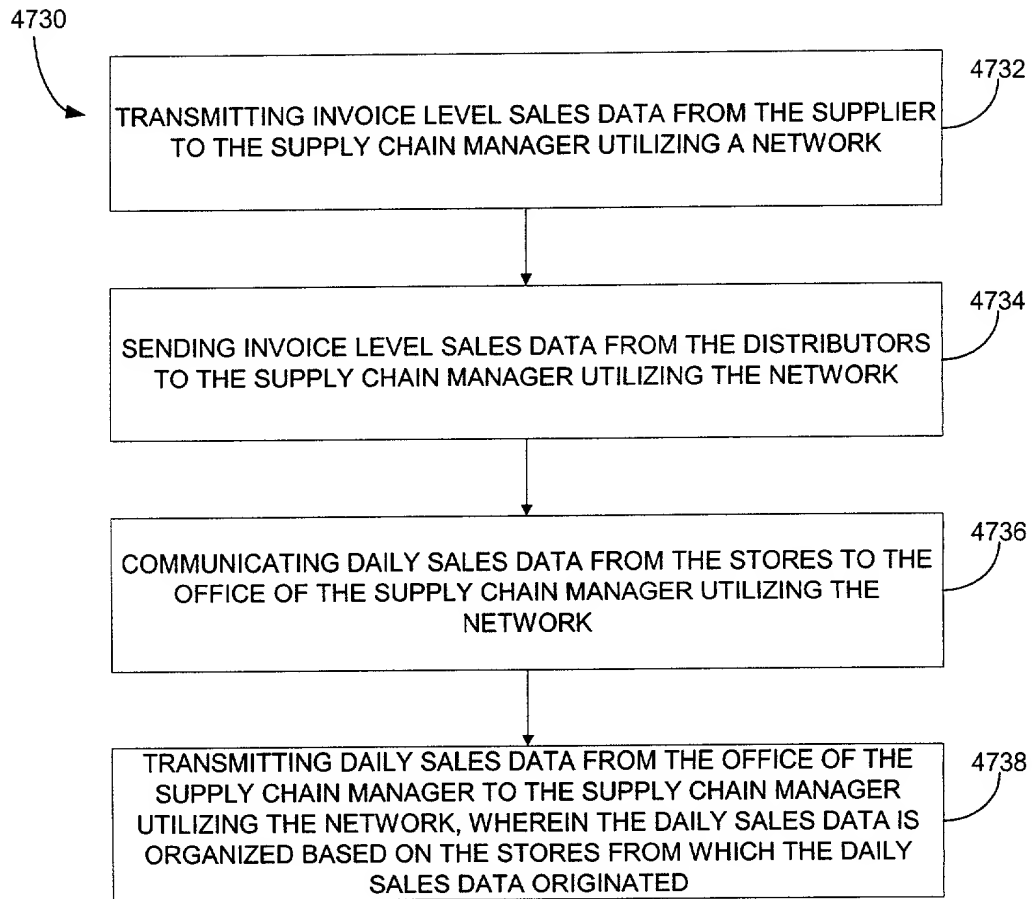 4730
4732
TRANSMITTING INVOICE LEVEL SALES DATA FROM THE SUPPLIER
TO THE SUPPLY CHAIN MANAGER UTILIZING A NETWORK
4734
SENDING INVOICE LEVEL SALES DATA FROM THE DISTRIBUTORS
TO THE SUPPLY CHAIN MANAGER UTILIZING THE NETWORK
4736
COMMUNICATING DAILY SALES DATA FROM THE STORES TO THE
OFFICE OF THE SUPPLY CHAIN MANAGER UTILIZING THE
NETWORK
4738
TRANSMITTING DAILY SALES DATA FROM THE OFFICE OF THE
SUPPLY CHAIN MANAGER TO THE SUPPLY CHAIN MANAGER
UTILIZING THE NETWORK, WHEREIN THE DAILY SALES DATA IS
ORGANIZED BASED ON THE STORES FROM WHICH THE DAILY
SALES DATA ORIGINATED